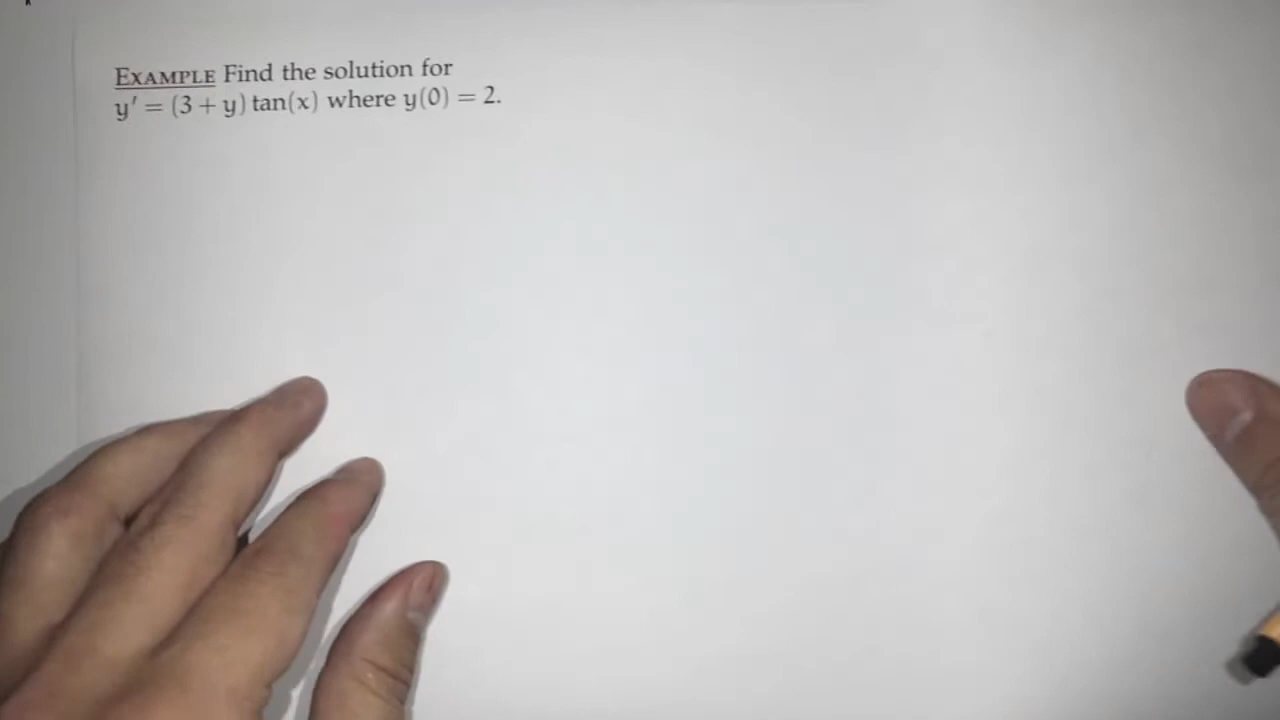 EXAMPLE Find the solution for
y′ = (3 + y) tan(x) where y(0) = 2.